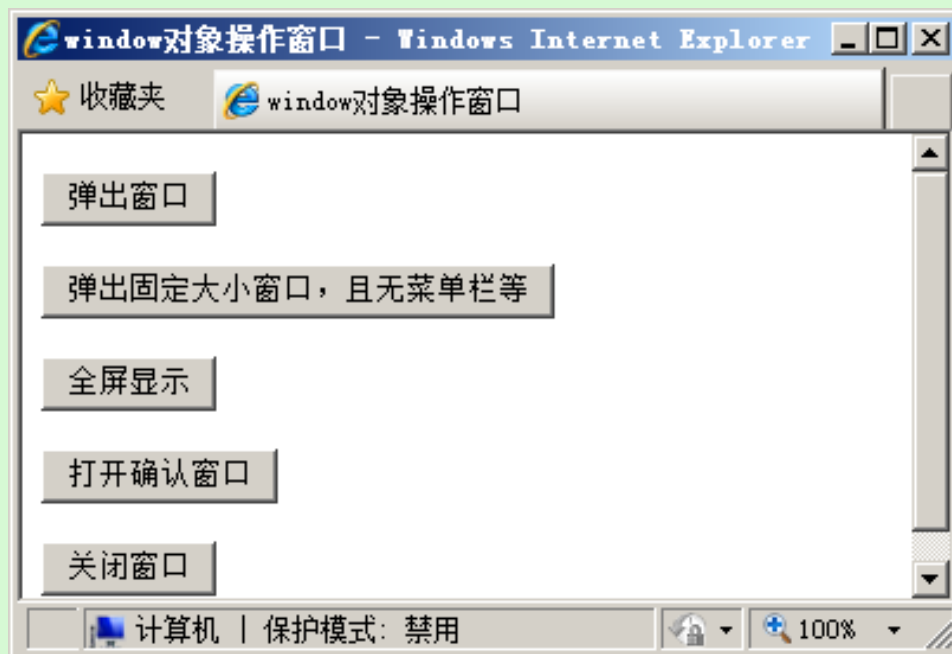 window对象操作窗口 - Windows Internet Explorer
收藏夹 window对象操作窗口
弹出窗口
弹出固定大小窗口，且无菜单栏等
全屏显示
打开确认窗口
关闭窗口
计算机 | 保护模式: 禁用 100%